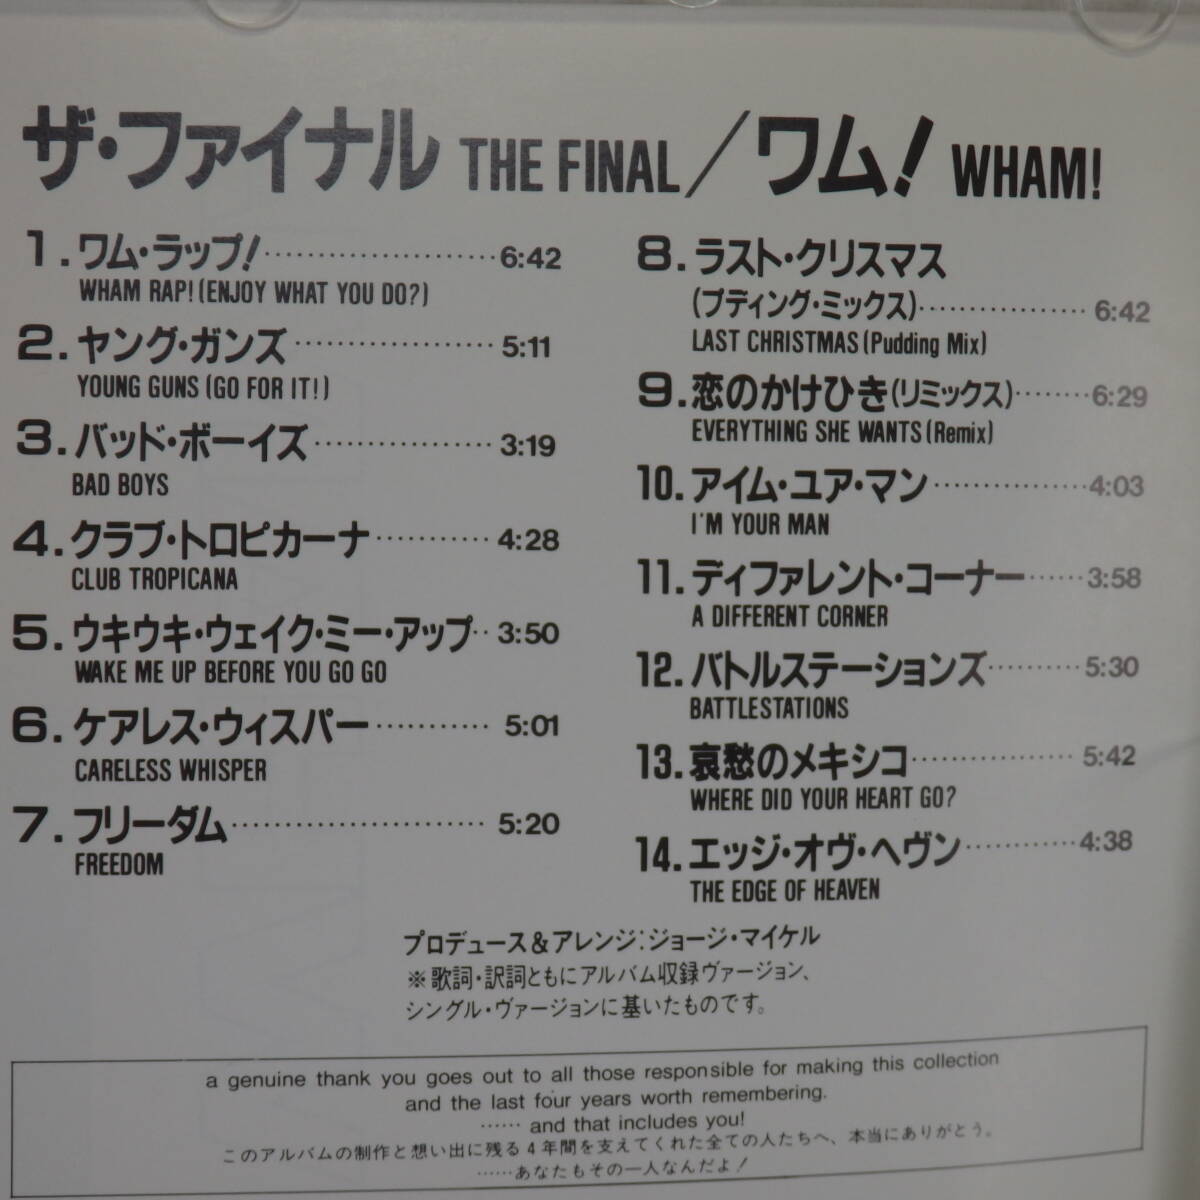 ザ・ファイナル THE FINAL／ワム! WHAM!
1. ワム・ラップ! …… 6:42
WHAM RAP! (ENJOY WHAT YOU DO?)
2. ヤング・ガンズ …… 5:11
YOUNG GUNS (GO FOR IT!)
3. バッド・ボーイズ …… 3:19
BAD BOYS
4. クラブ・トロピカーナ …… 4:28
CLUB TROPICANA
5. ウキウキ・ウェイク・ミー・アップ ‥ 3:50
WAKE ME UP BEFORE YOU GO GO
6. ケアレス・ウィスパー …… 5:01
CARELESS WHISPER
7. フリーダム …… 5:20
FREEDOM
8. ラスト・クリスマス
(プディング・ミックス) …… 6:42
LAST CHRISTMAS (Pudding Mix)
9. 恋のかけひき(リミックス) …… 6:29
EVERYTHING SHE WANTS (Remix)
10. アイム・ユア・マン …… 4:03
I'M YOUR MAN
11. ディファレント・コーナー …… 3:58
A DIFFERENT CORNER
12. バトルステーションズ …… 5:30
BATTLESTATIONS
13. 哀愁のメキシコ …… 5:42
WHERE DID YOUR HEART GO?
14. エッジ・オヴ・ヘヴン …… 4:38
THE EDGE OF HEAVEN
プロデュース&アレンジ:ジョージ・マイケル
※歌詞・訳詞ともにアルバム収録ヴァージョン、
シングル・ヴァージョンに基いたものです。
a genuine thank you goes out to all those responsible for making this collection
and the last four years worth remembering.
…… and that includes you!
このアルバムの制作と想い出に残る4年間を支えてくれた全ての人たちへ、本当にありがとう。
……あなたもその一人なんだよ!